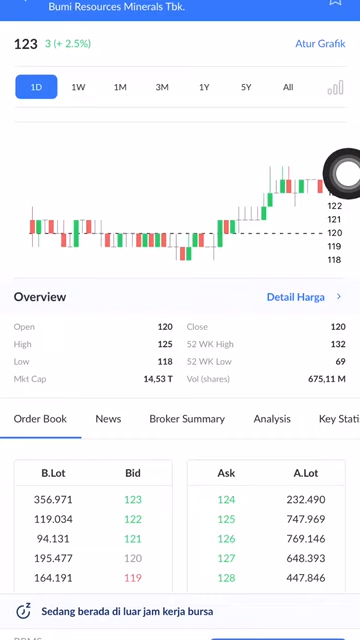 Bumi Resources Minerals Tbk.
123 3 (+ 2.5%) Atur Grafik
1D 1W 1M 3M 1Y 5Y All
122
121
120
119
118
Overview Detail Harga
Open 120 Close 120
High 125 52 WK High 132
Low 118 52 WK Low 69
Mkt Cap 14,53 T Vol (shares) 675,11 M
Order Book News Broker Summary Analysis Key Stati
B.Lot Bid Ask A.Lot
356.971 123 124 232.490
119.034 122 125 747.969
94.131 121 126 769.146
195.477 120 127 648.393
164.191 119 128 447.846
Sedang berada di luar jam kerja bursa